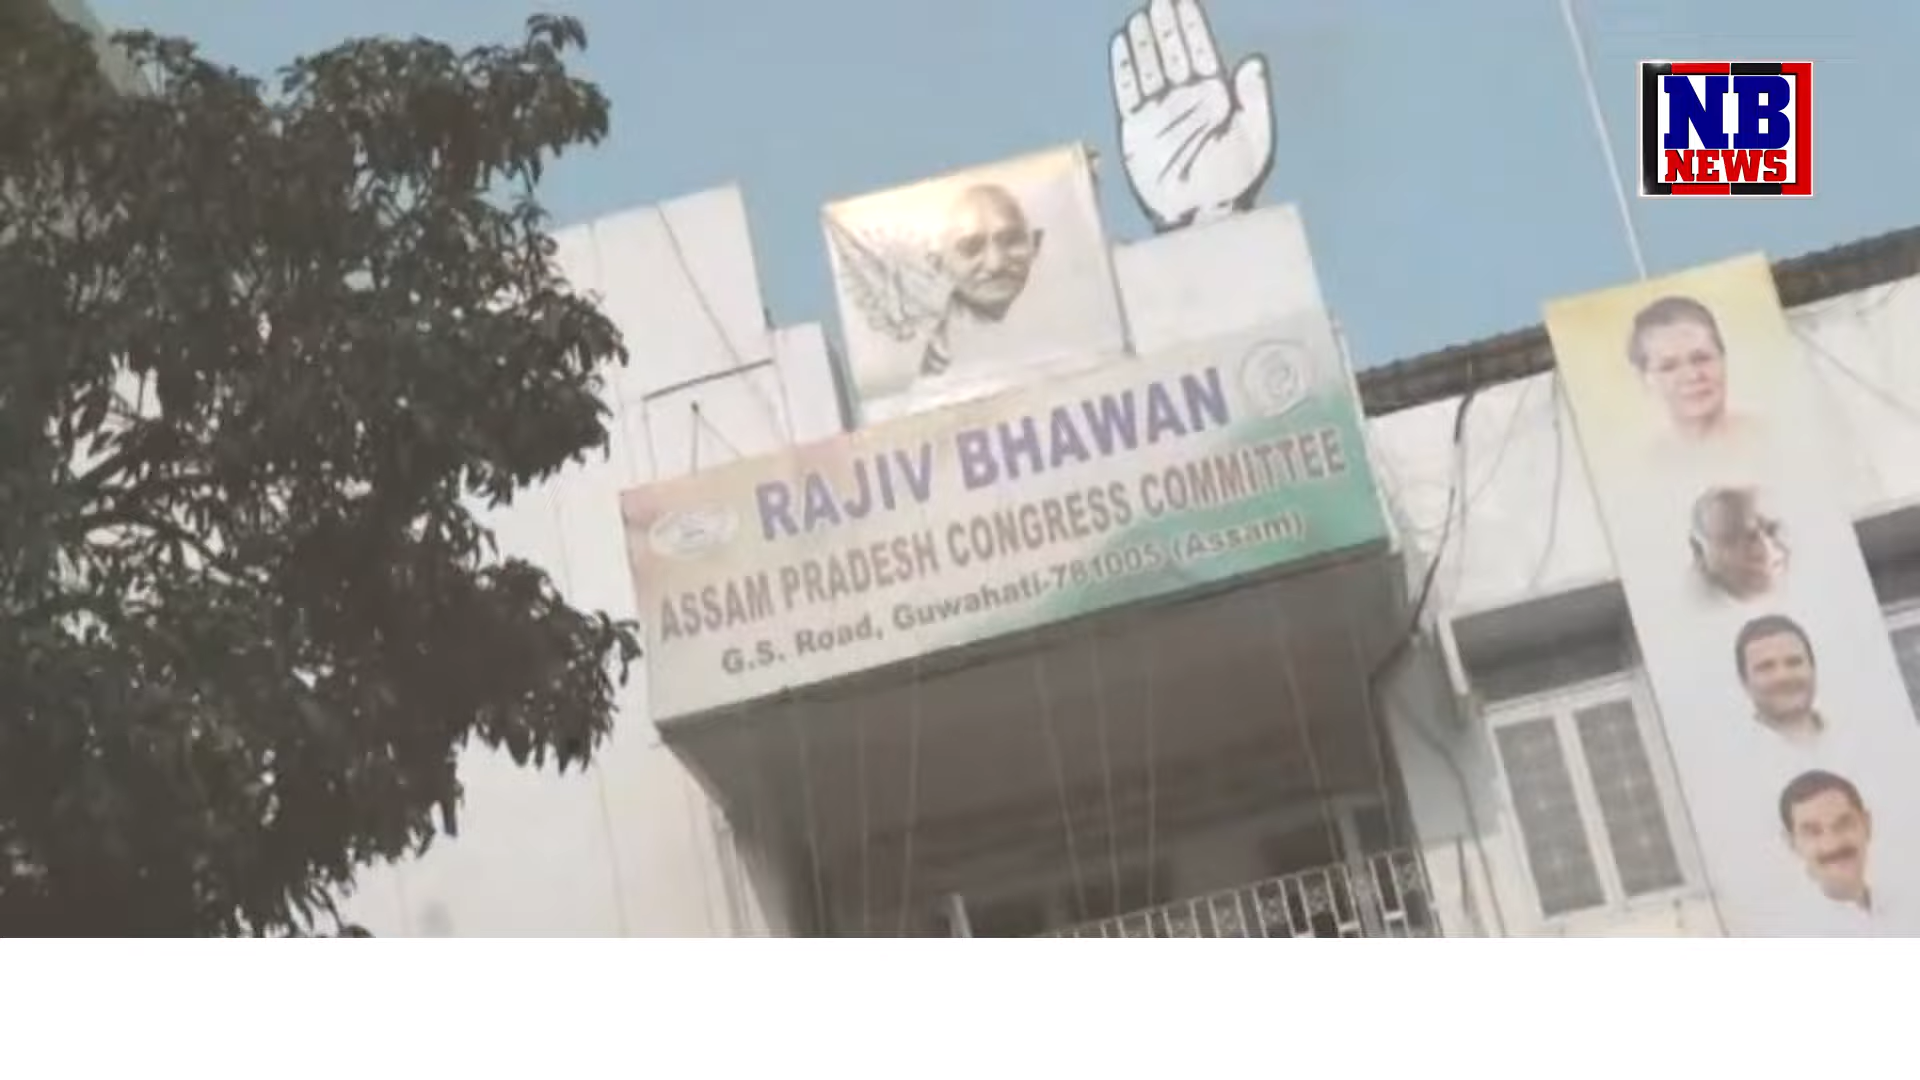 NB
NEWS
RAJIV BHAWAN
ASSAM PRADESH CONGRESS COMMITTEE
G.S. Road, Guwahati-781005 (Assam)